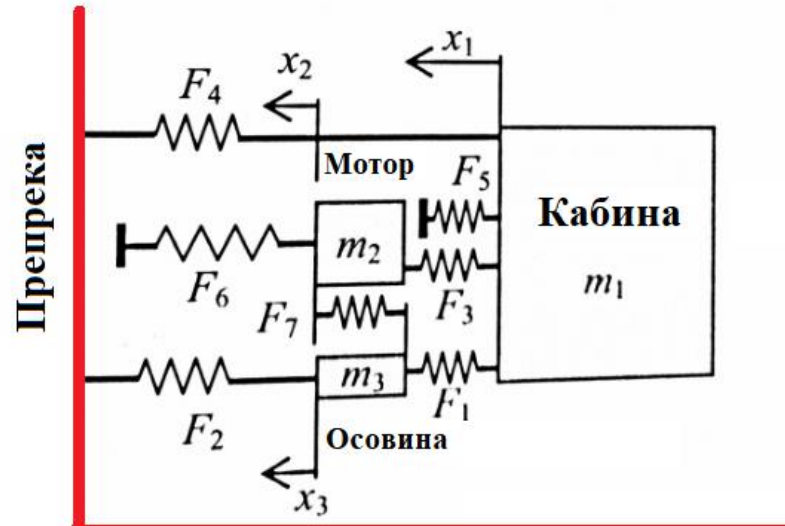 x₁
x₂
F₄
Мотор
F₅
Кабина
Препрека
m₂
m₁
F₆
F₃
F₇
m₃
F₁
F₂
Осовина
x₃